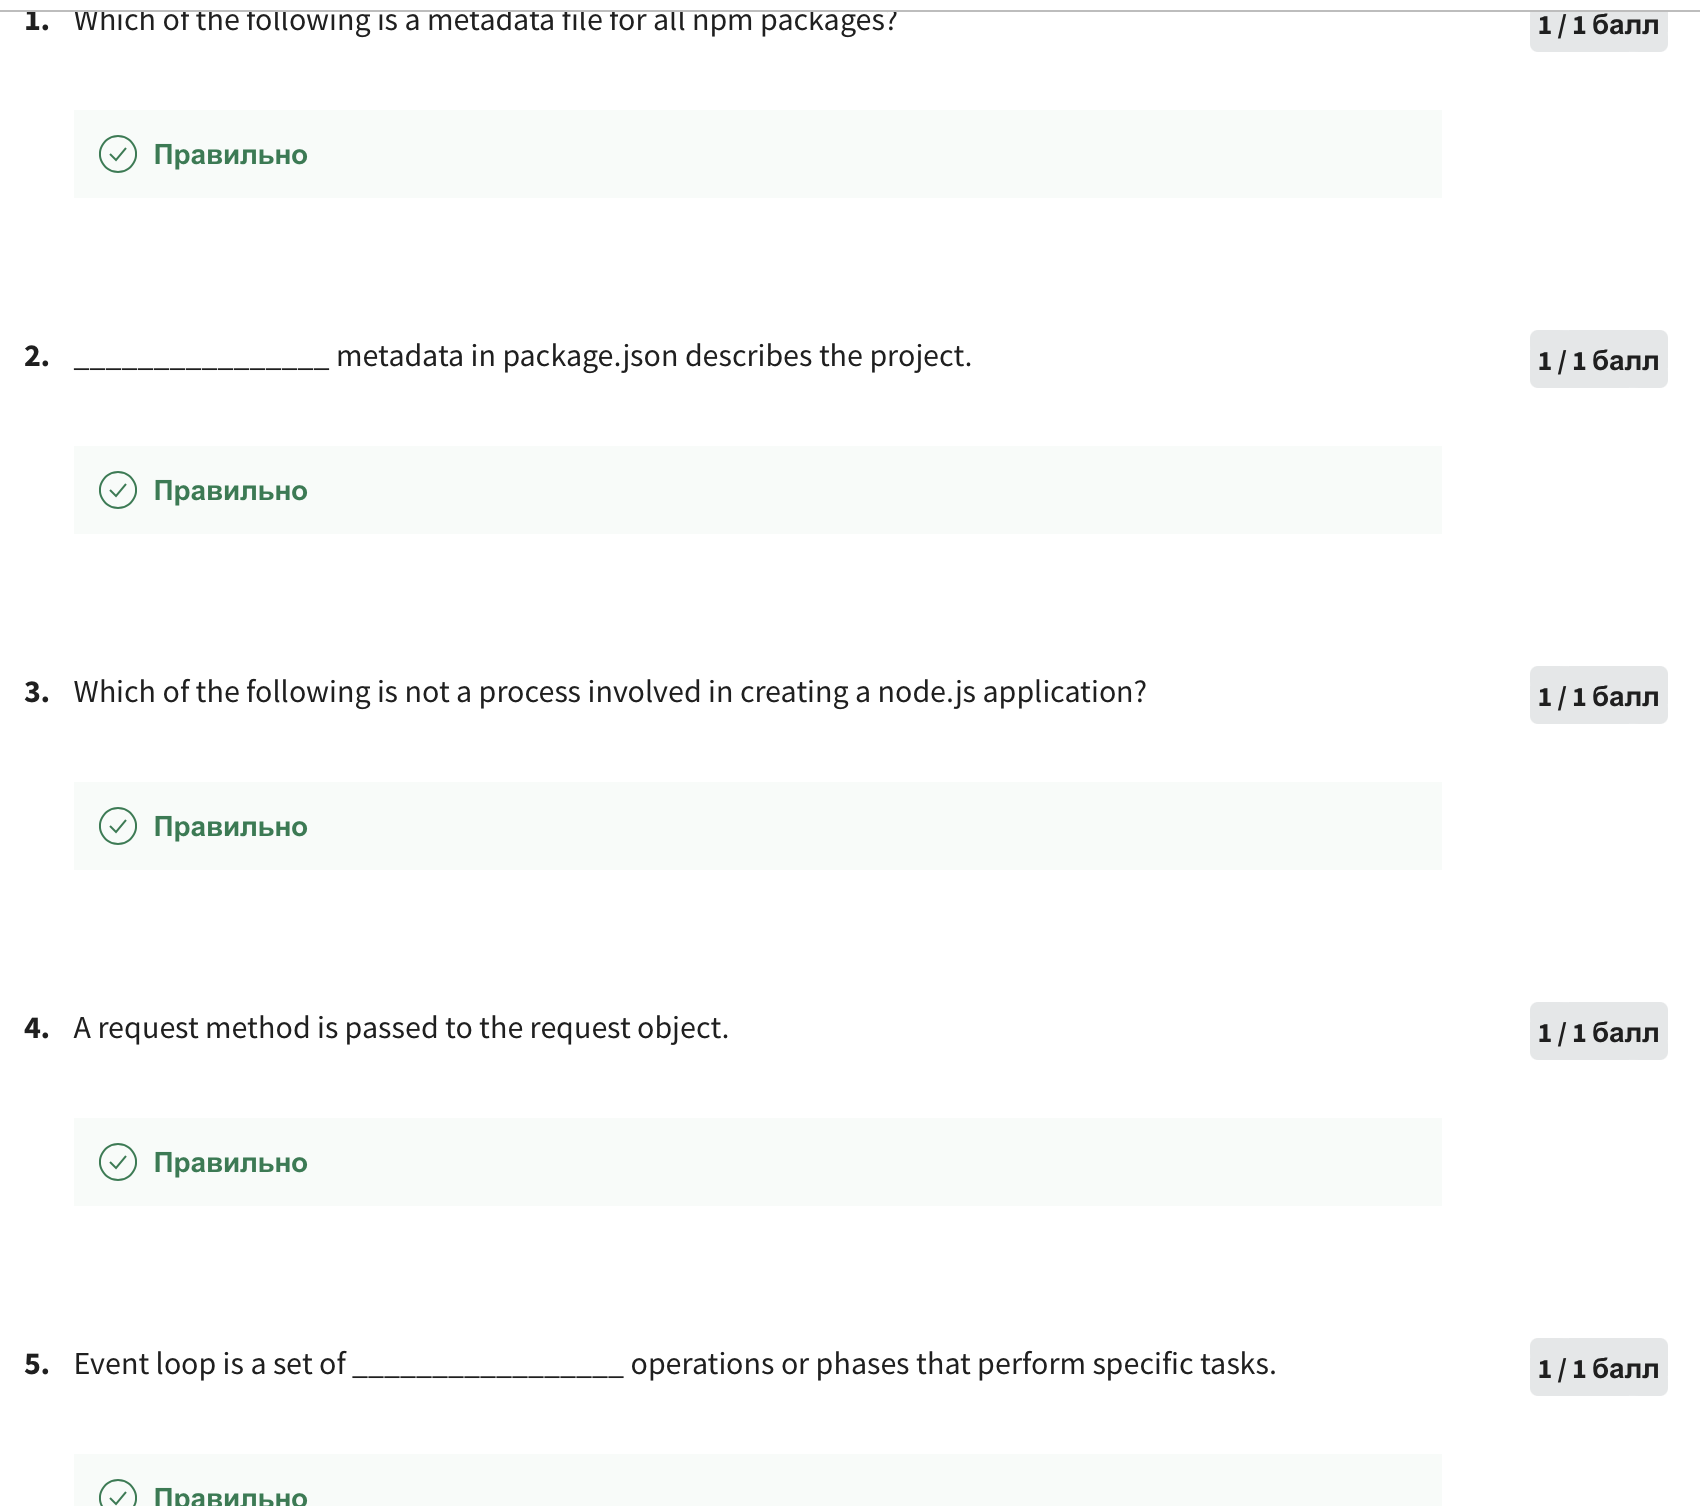 1. Which of the following is a metadata file for all npm packages?
1 / 1 балл
Правильно
2. ________________ metadata in package.json describes the project.
1 / 1 балл
Правильно
3. Which of the following is not a process involved in creating a node.js application?
1 / 1 балл
Правильно
4. A request method is passed to the request object.
1 / 1 балл
Правильно
5. Event loop is a set of _________________ operations or phases that perform specific tasks.
1 / 1 балл
Правильно